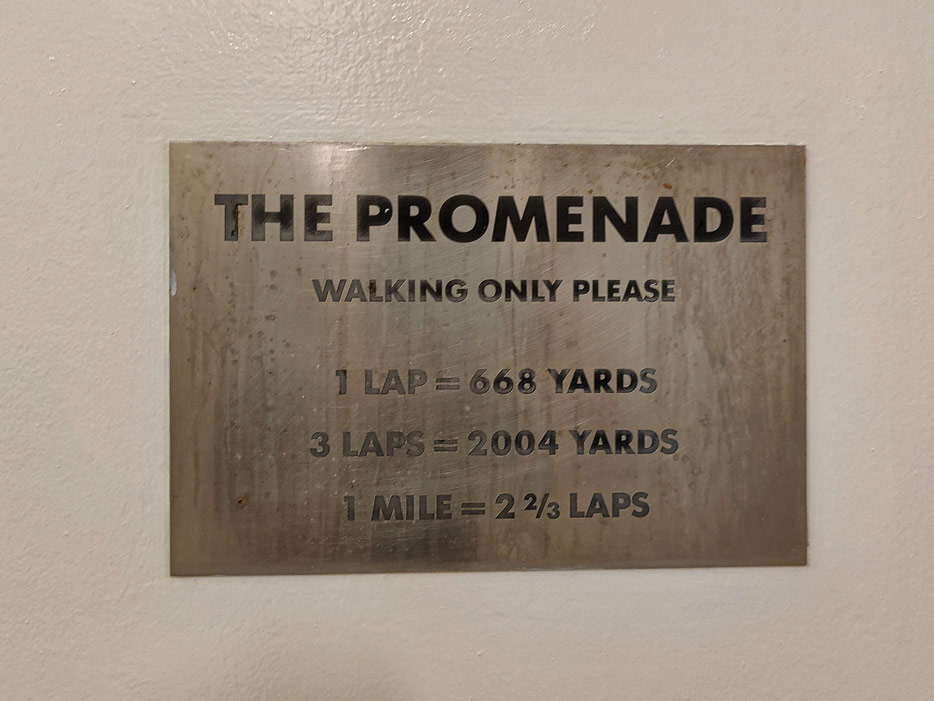 THE PROMENADE
WALKING ONLY PLEASE
1 LAP = 668 YARDS
3 LAPS = 2004 YARDS
1 MILE = 2 2/3 LAPS